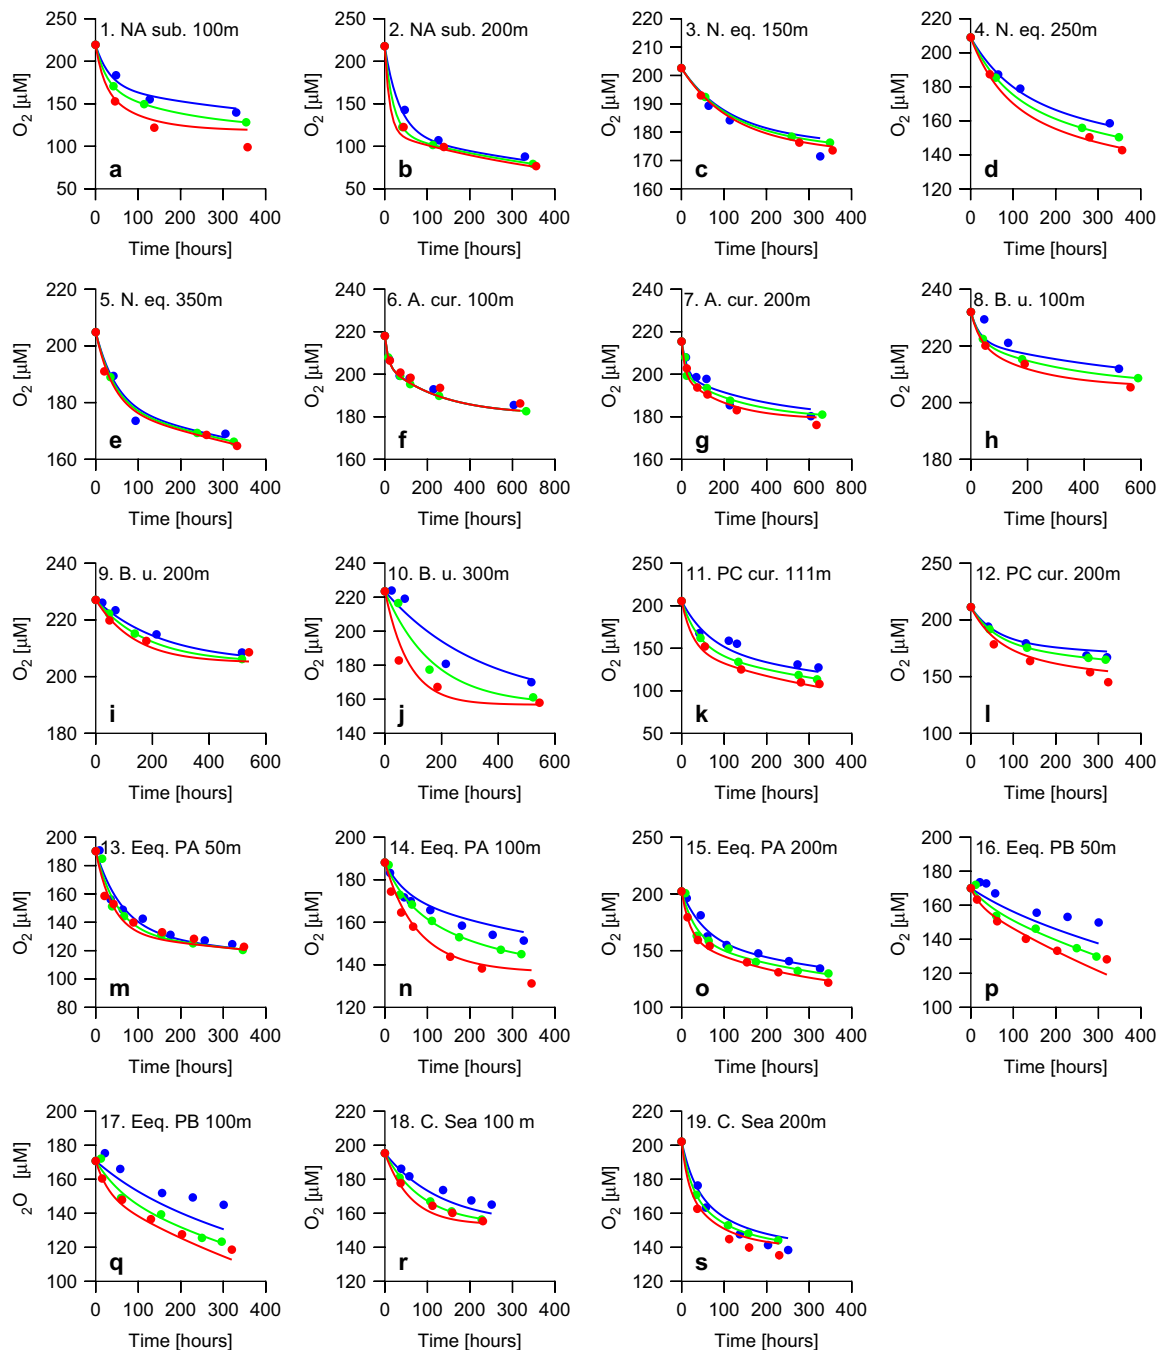 1. NA sub. 100m
O2 [µM]
250
200
150
100
50
a
0 100 200 300 400
Time [hours]
2. NA sub. 200m
O2 [µM]
250
200
150
100
50
b
0 100 200 300 400
Time [hours]
3. N. eq. 150m
O2 [µM]
210
200
190
180
170
160
c
0 100 200 300 400
Time [hours]
4. N. eq. 250m
O2 [µM]
220
200
180
160
140
120
d
0 100 200 300 400
Time [hours]
5. N. eq. 350m
O2 [µM]
220
200
180
160
e
0 100 200 300 400
Time [hours]
6. A. cur. 100m
O2 [µM]
240
220
200
180
160
f
0 200 400 600 800
Time [hours]
7. A. cur. 200m
O2 [µM]
240
220
200
180
160
g
0 200 400 600 800
Time [hours]
8. B. u. 100m
O2 [µM]
240
220
200
180
h
0 200 400 600
Time [hours]
9. B. u. 200m
O2 [µM]
240
220
200
180
i
0 200 400 600
Time [hours]
10. B. u. 300m
O2 [µM]
240
220
200
180
160
140
j
0 200 400 600
Time [hours]
11. PC cur. 111m
O2 [µM]
250
200
150
100
50
k
0 100 200 300 400
Time [hours]
12. PC cur. 200m
O2 [µM]
250
200
150
100
l
0 100 200 300 400
Time [hours]
13. Eeq. PA 50m
O2 [µM]
200
180
160
140
120
100
80
m
0 100 200 300 400
Time [hours]
14. Eeq. PA 100m
O2 [µM]
200
180
160
140
120
n
0 100 200 300 400
Time [hours]
15. Eeq. PA 200m
O2 [µM]
250
200
150
100
o
0 100 200 300 400
Time [hours]
16. Eeq. PB 50m
O2 [µM]
200
180
160
140
120
100
p
0 100 200 300 400
Time [hours]
17. Eeq. PB 100m
2O [µM]
200
180
160
140
120
100
q
0 100 200 300 400
Time [hours]
18. C. Sea 100 m
O2 [µM]
220
200
180
160
140
120
r
0 100 200 300 400
Time [hours]
19. C. Sea 200m
O2 [µM]
220
200
180
160
140
120
s
0 100 200 300 400
Time [hours]